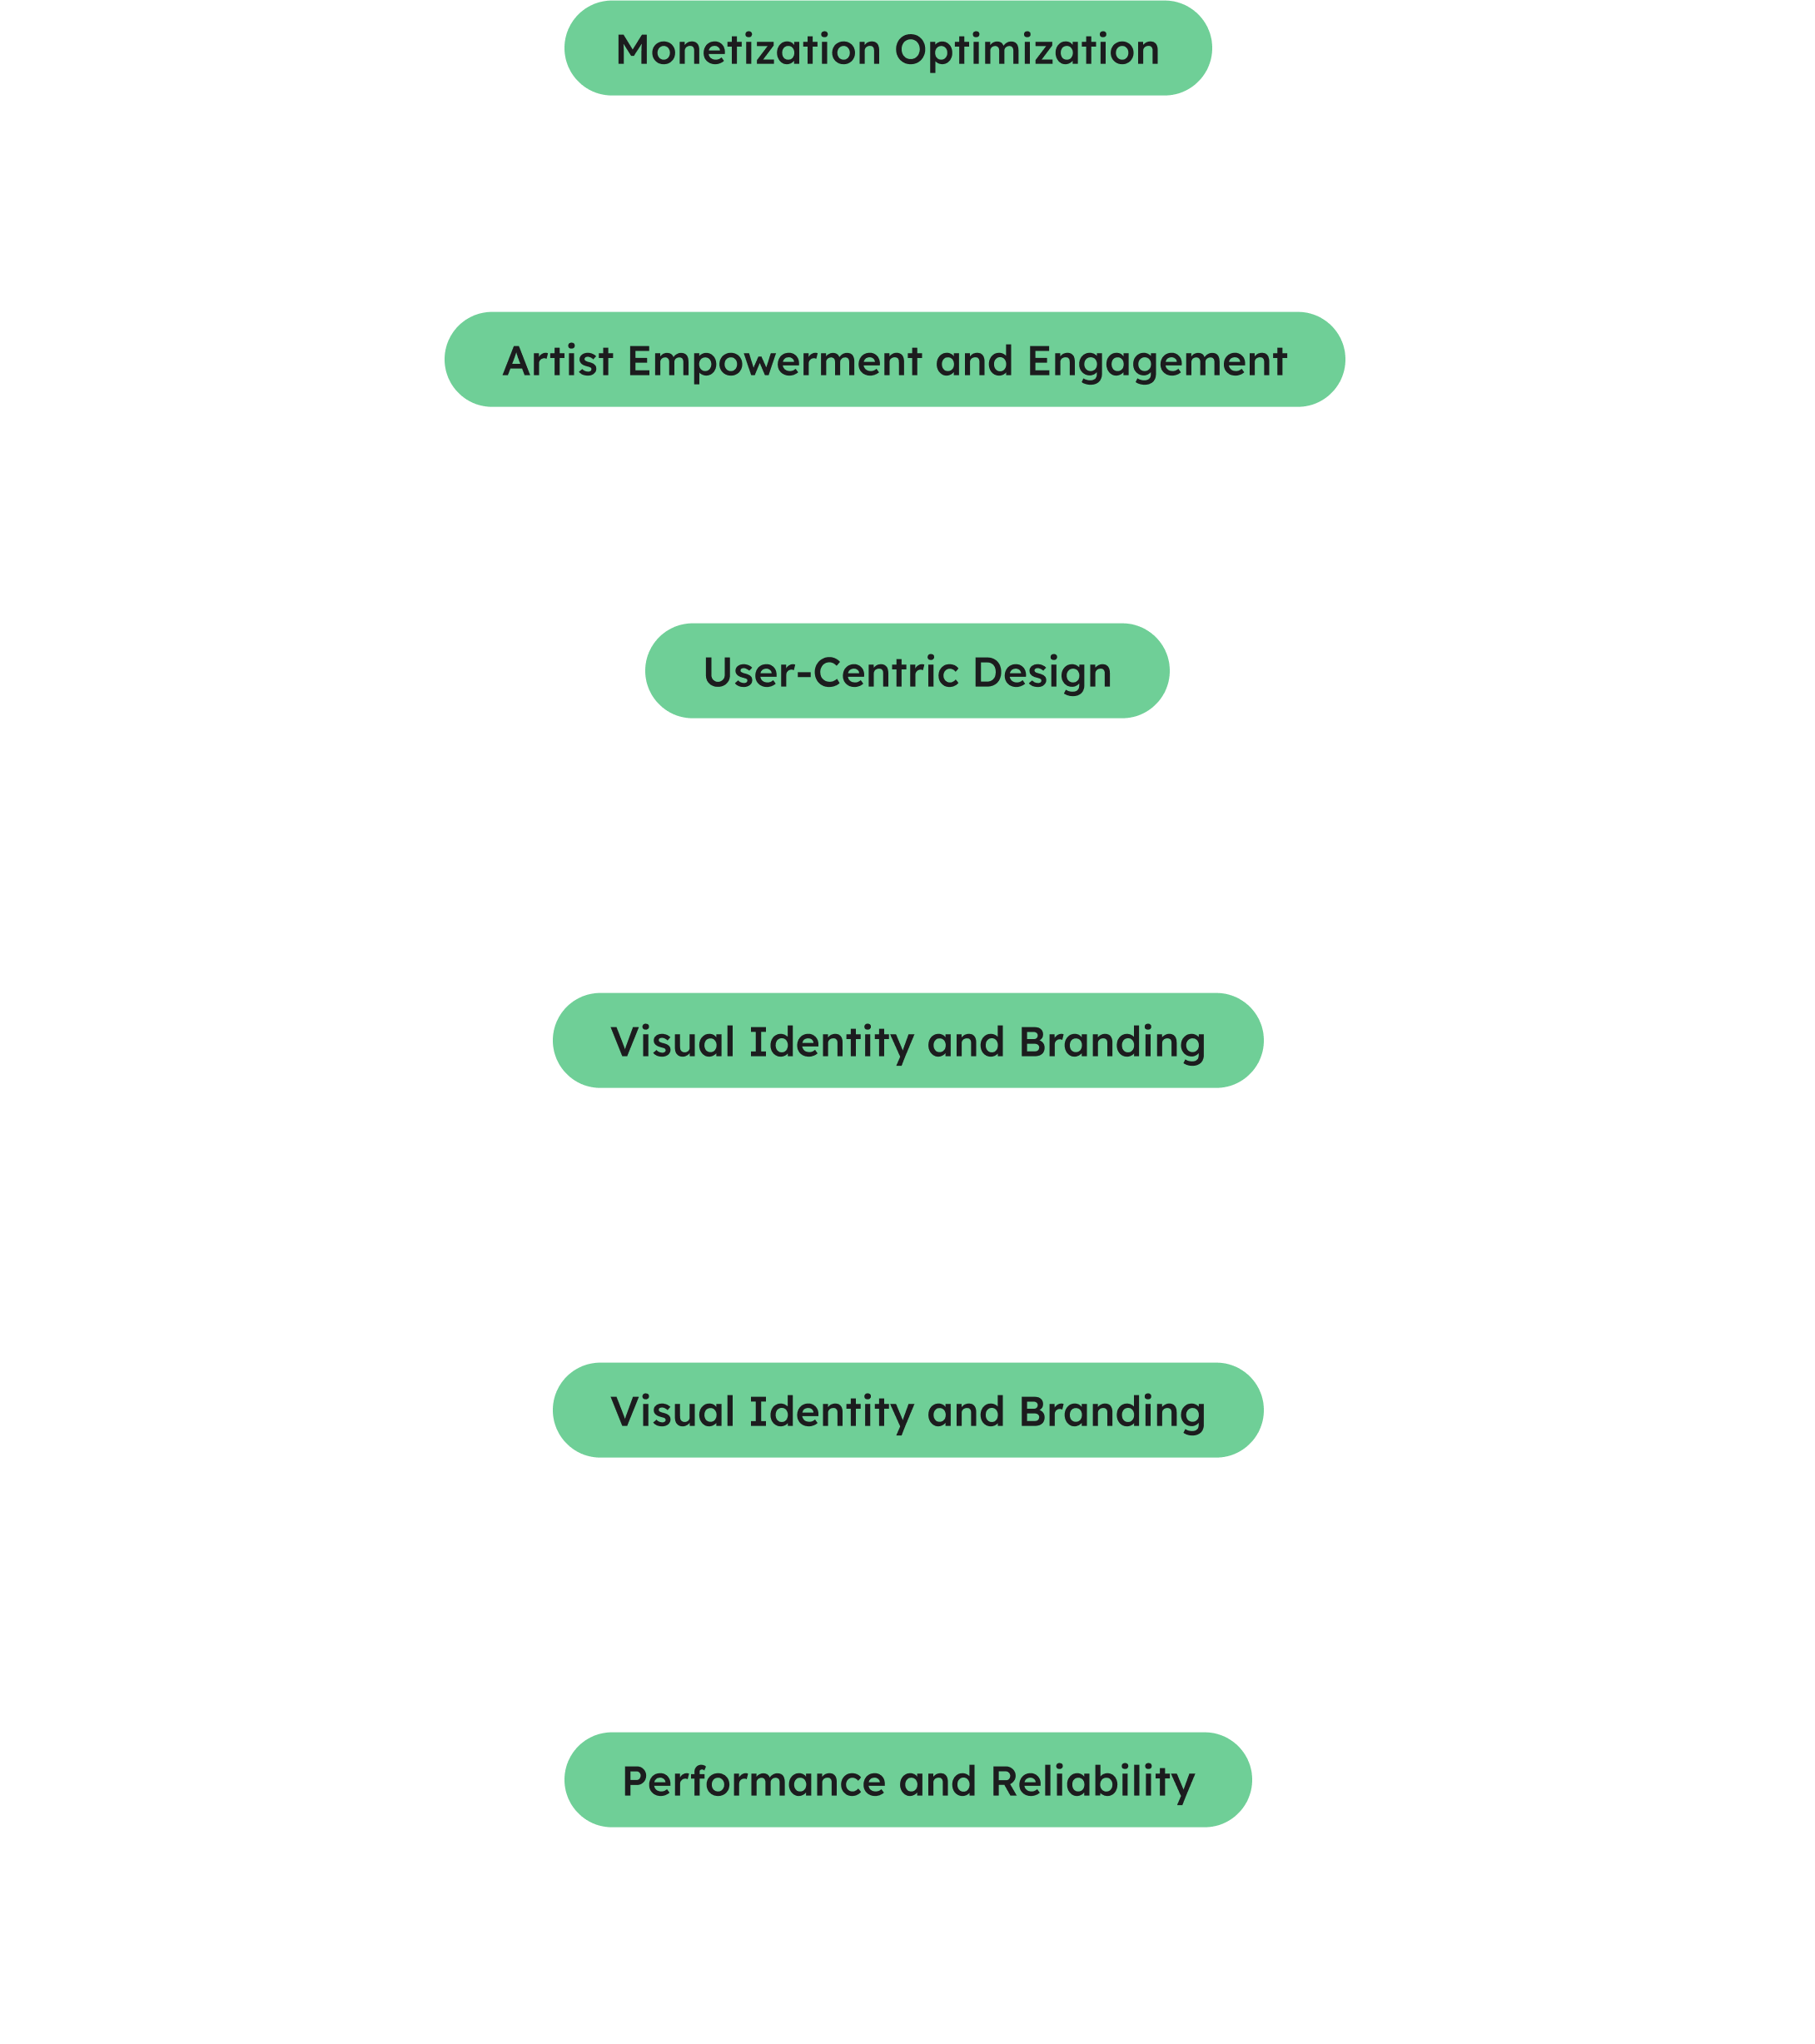 Monetization Optimization
Artist Empowerment and Engagement
User-Centric Design
Visual Identity and Branding
Visual Identity and Branding
Performance and Reliability